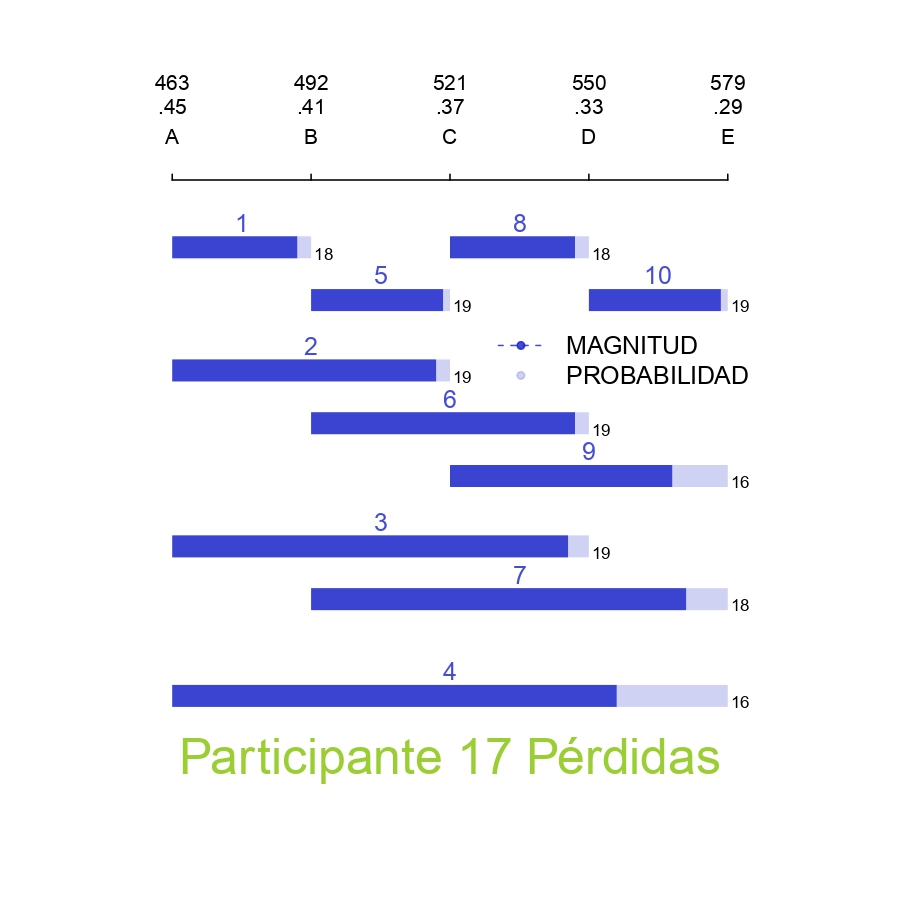 463 492 521 550 579
.45 .41 .37 .33 .29
A B C D E
1 8
18 18
5 10
19 19
2 MAGNITUD
19 PROBABILIDAD
6
19
9
16
3
19
7
18
4
16
Participante 17 Pérdidas